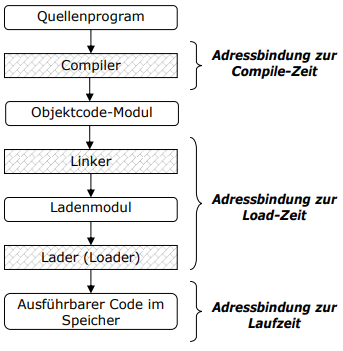 Quellenprogram
Compiler
Adressbindung zur
Compile-Zeit
Objektcode-Modul
Linker
Ladenmodul
Adressbindung zur
Load-Zeit
Lader (Loader)
Ausführbarer Code im
Speicher
Adressbindung zur
Laufzeit